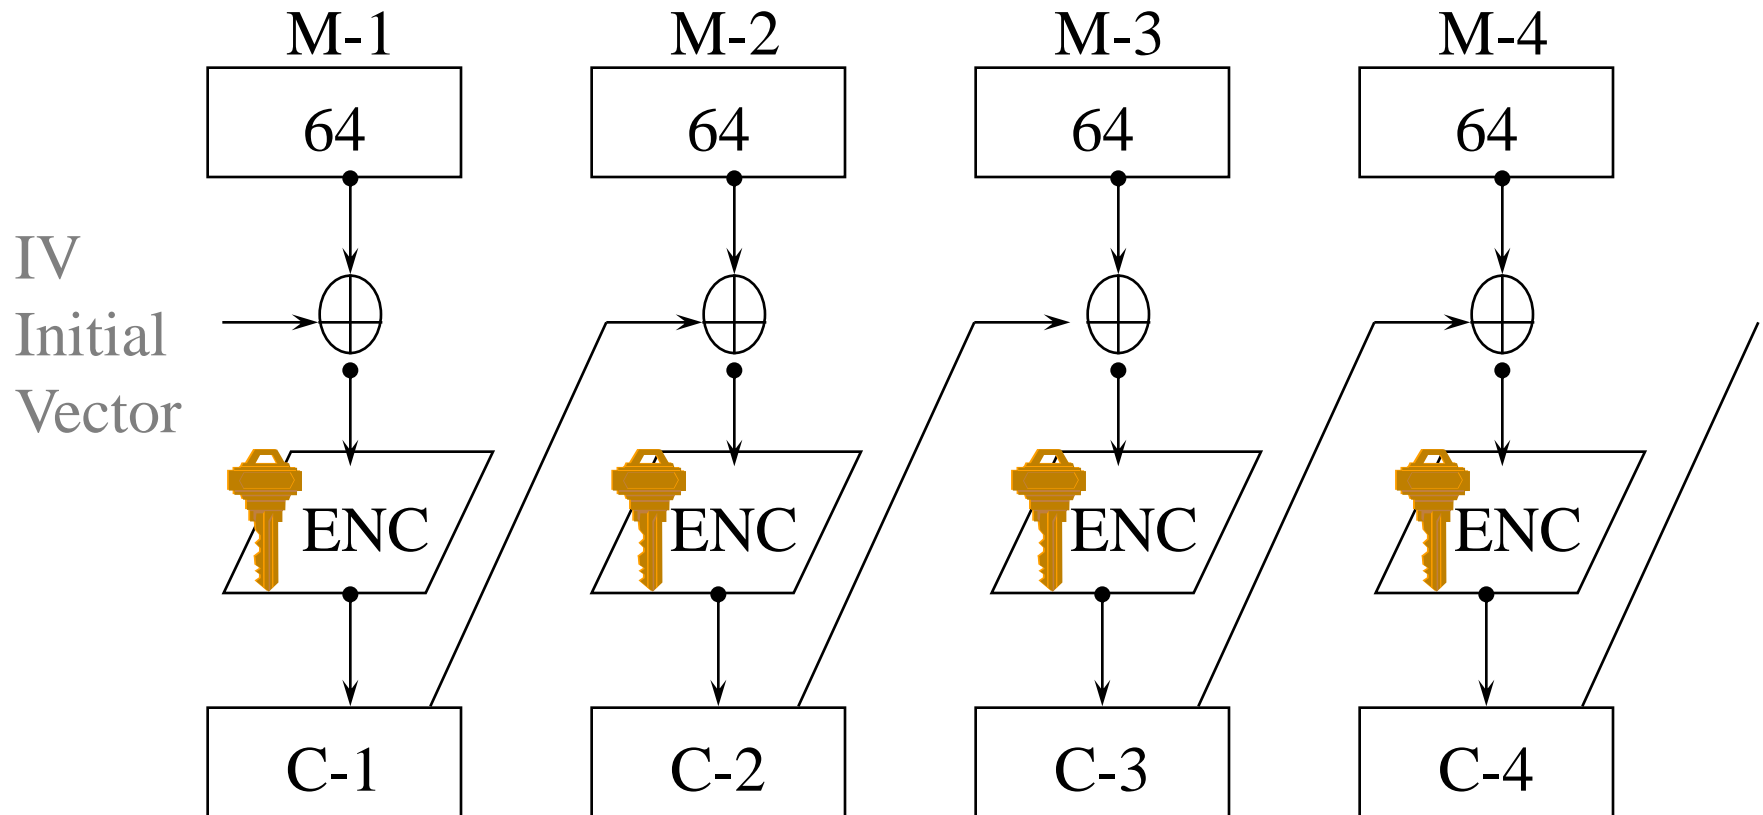 M-1 M-2 M-3 M-4
64 64 64 64
IV
Initial
Vector
ENC ENC ENC ENC
C-1 C-2 C-3 C-4